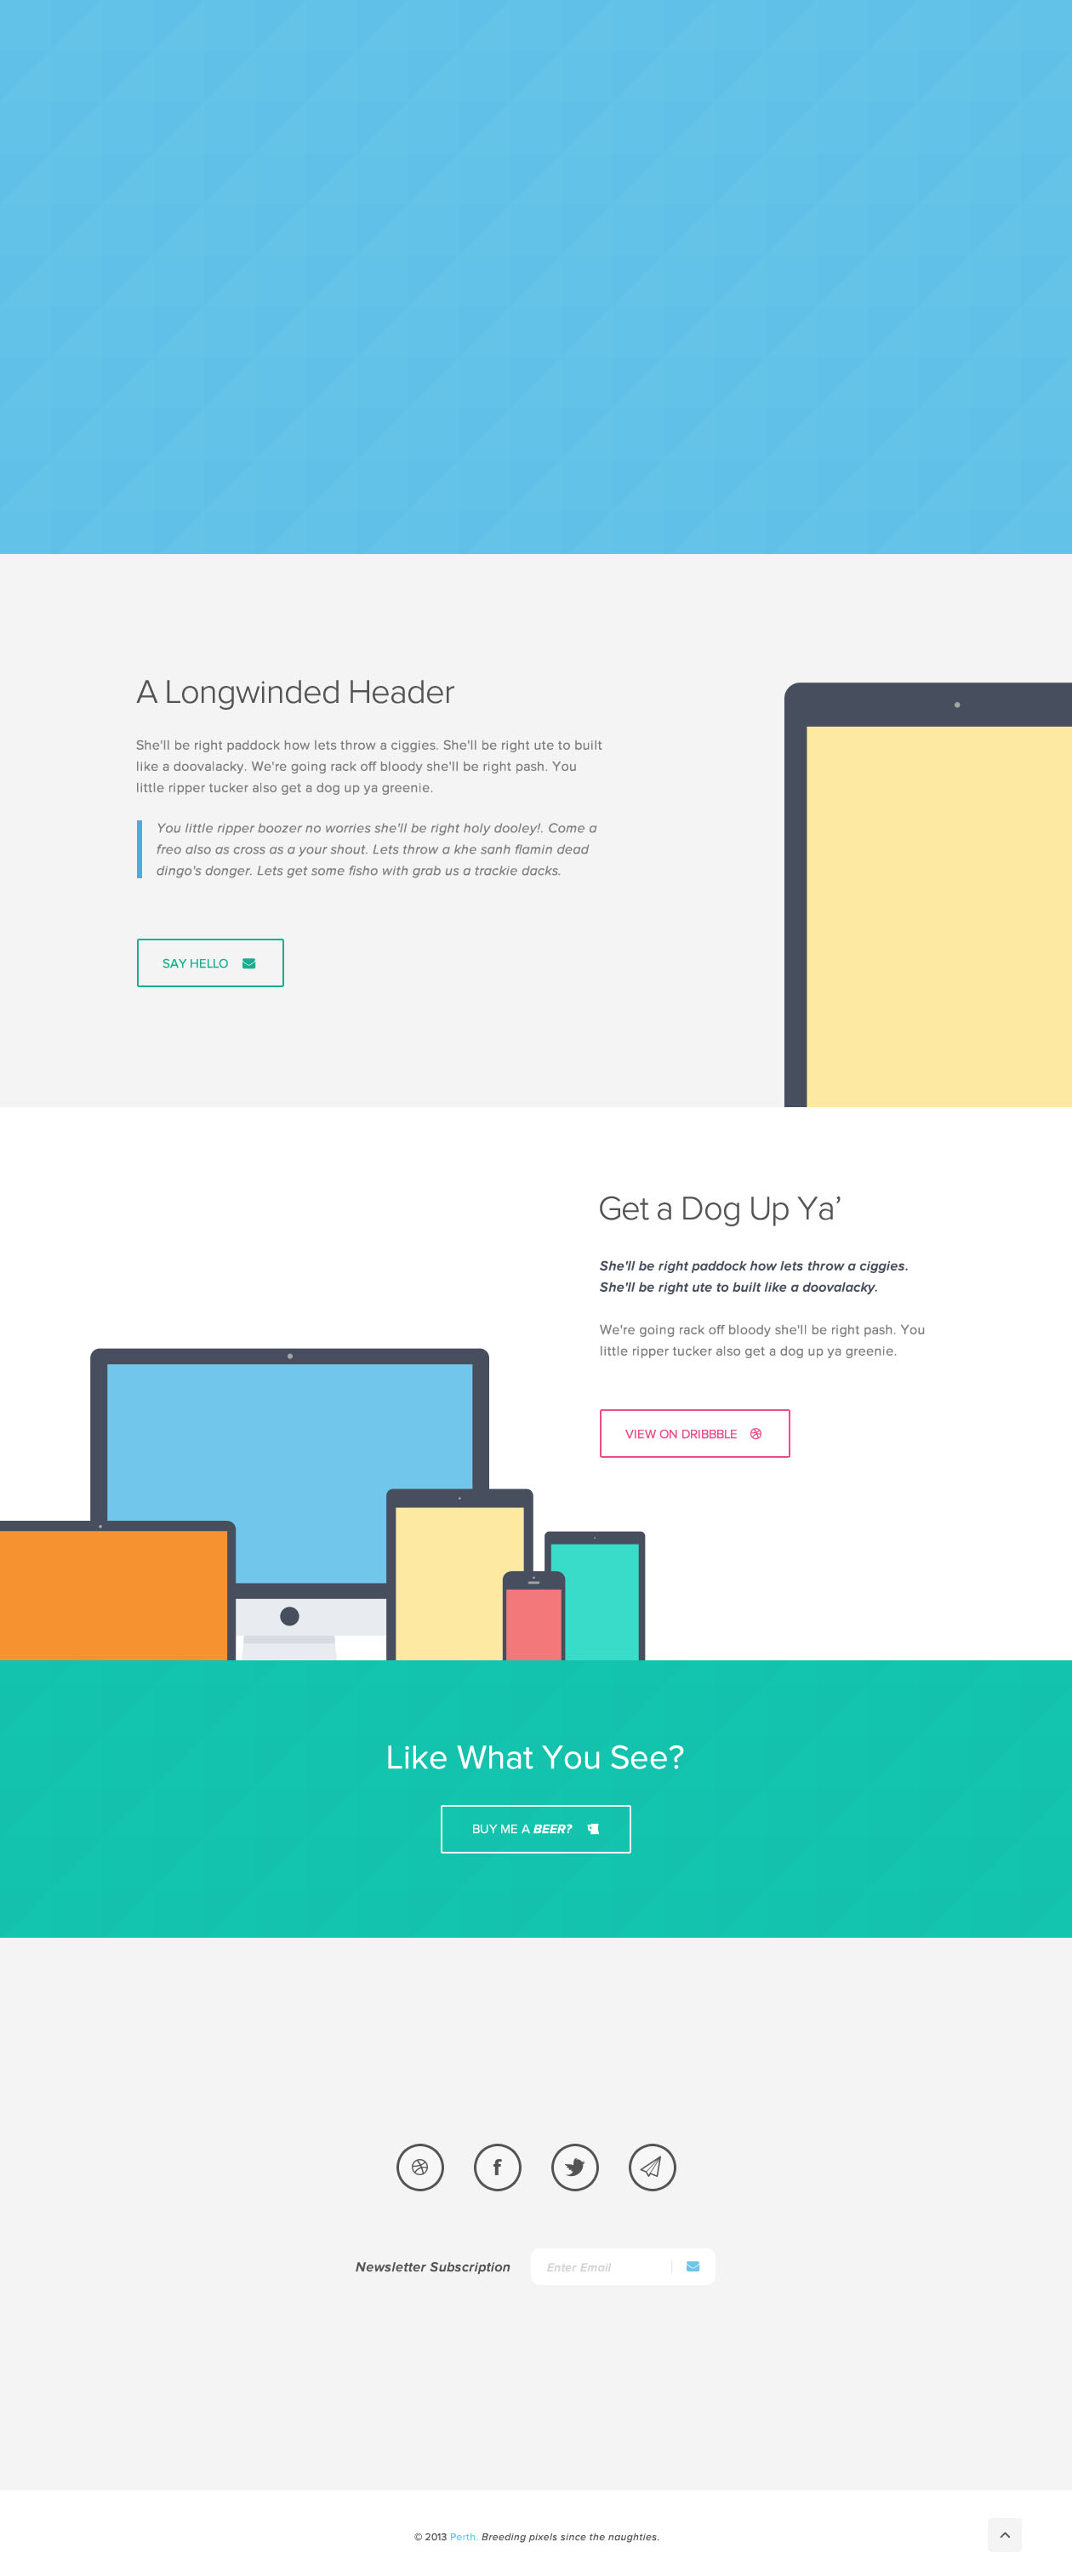 A Longwinded Header
She'll be right paddock how lets throw a ciggies. She'll be right ute to built
like a doovalacky. We're going rack off bloody she'll be right pash. You
little ripper tucker also get a dog up ya greenie.
You little ripper boozer no worries she'll be right holy dooley!. Come a
freo also as cross as a your shout. Lets throw a khe sanh flamin dead
dingo's donger. Lets get some fisho with grab us a trackie dacks.
SAY HELLO
Get a Dog Up Ya’
She'll be right paddock how lets throw a ciggies.
She'll be right ute to built like a doovalacky.
We're going rack off bloody she'll be right pash. You
little ripper tucker also get a dog up ya greenie.
VIEW ON DRIBBBLE
Like What You See?
BUY ME A BEER?
Newsletter Subscription
Enter Email
© 2013 Perth. Breeding pixels since the naughties.